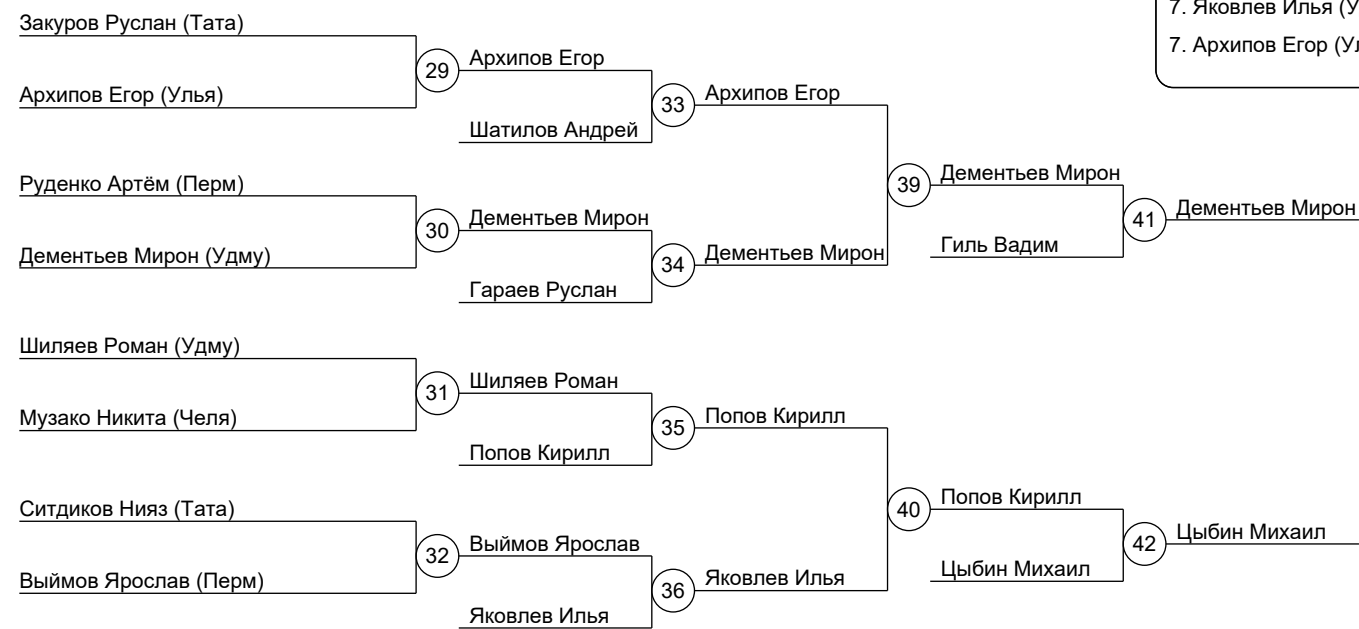 7. Яковлев Илья (У
7. Архипов Егор (Ул
Закуров Руслан (Тата)
Архипов Егор (Улья)
29
Архипов Егор
Шатилов Андрей
33
Архипов Егор
Руденко Артём (Перм)
Дементьев Мирон (Удму)
30
Дементьев Мирон
Гараев Руслан
34
Дементьев Мирон
39
Дементьев Мирон
Гиль Вадим
41
Дементьев Мирон
Шиляев Роман (Удму)
Музако Никита (Челя)
31
Шиляев Роман
Попов Кирилл
35
Попов Кирилл
Ситдиков Нияз (Тата)
Выймов Ярослав (Перм)
32
Выймов Ярослав
Яковлев Илья
36
Яковлев Илья
40
Попов Кирилл
Цыбин Михаил
42
Цыбин Михаил